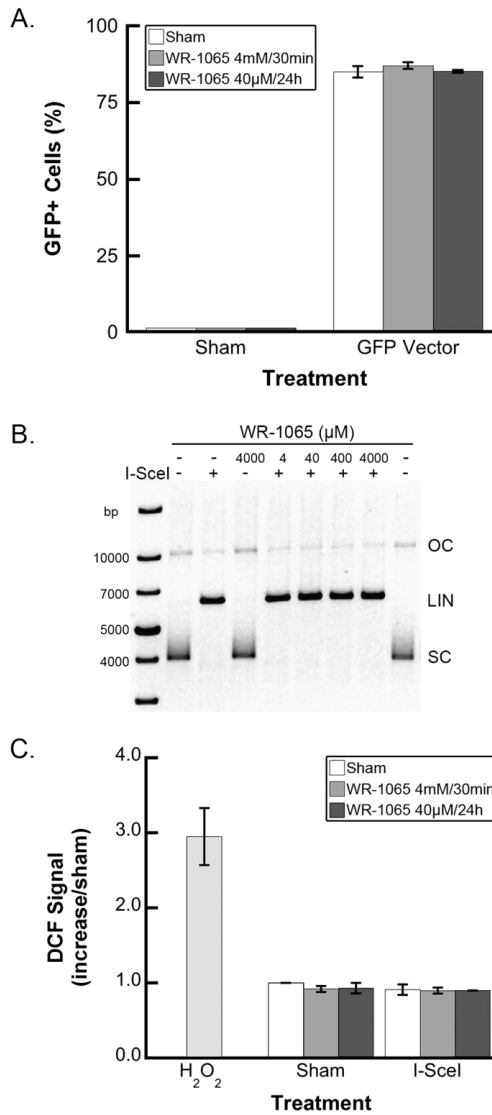 A.
Sham
WR-1065 4mM/30min
WR-1065 40µM/24h
100
75
50
25
0
GFP+ Cells (%)
Sham GFP Vector
Treatment
B.
WR-1065 (µM)
- - 4000 4 40 400 4000 -
I-SceI - + - + + + + -
bp
10000
7000
5000
4000
OC
LIN
SC
C.
4.0
3.0
2.0
1.0
0.0
DCF Signal
(increase/sham)
Sham
WR-1065 4mM/30min
WR-1065 40µM/24h
H2O2 Sham I-SceI
Treatment